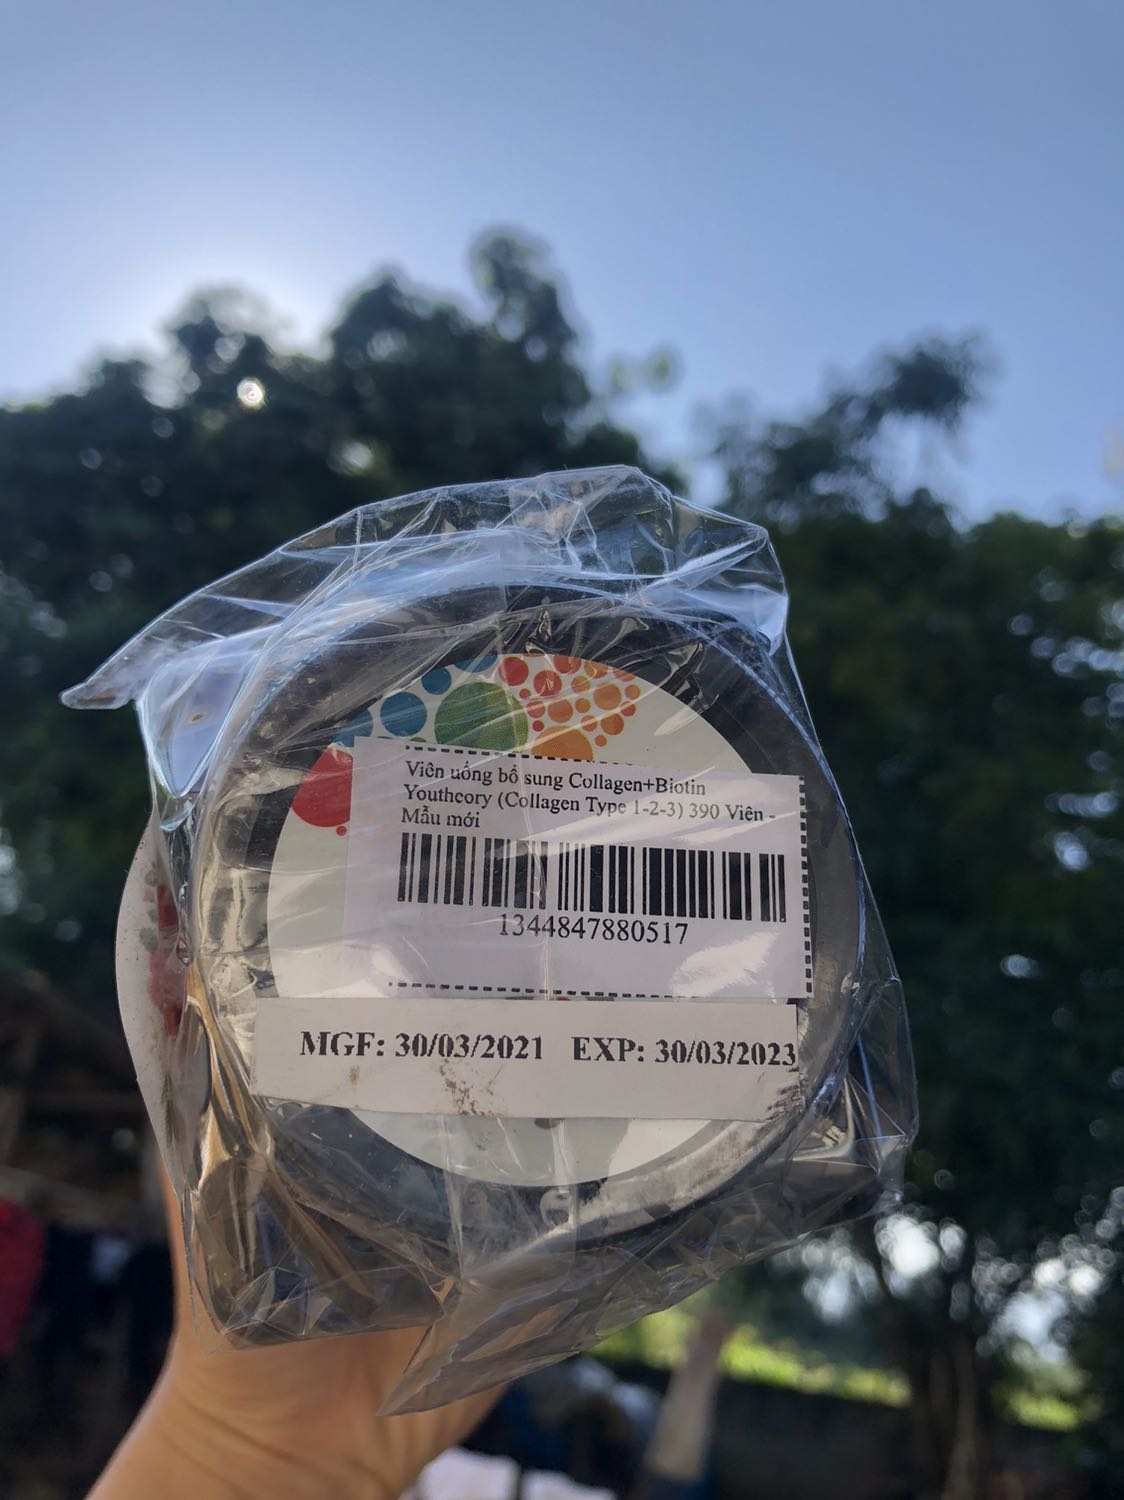 Viên uống bổ sung Collagen+Biotin
Youtheory (Collagen Type 1-2-3) 390 Viên -
Mẫu mới
1344847880517
MGF: 30/03/2021 EXP: 30/03/2023